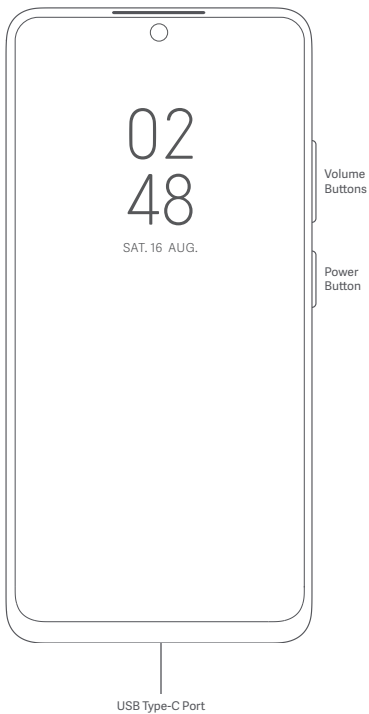 02
48
SAT. 16 AUG.
Volume
Buttons
Power
Button
USB Type-C Port